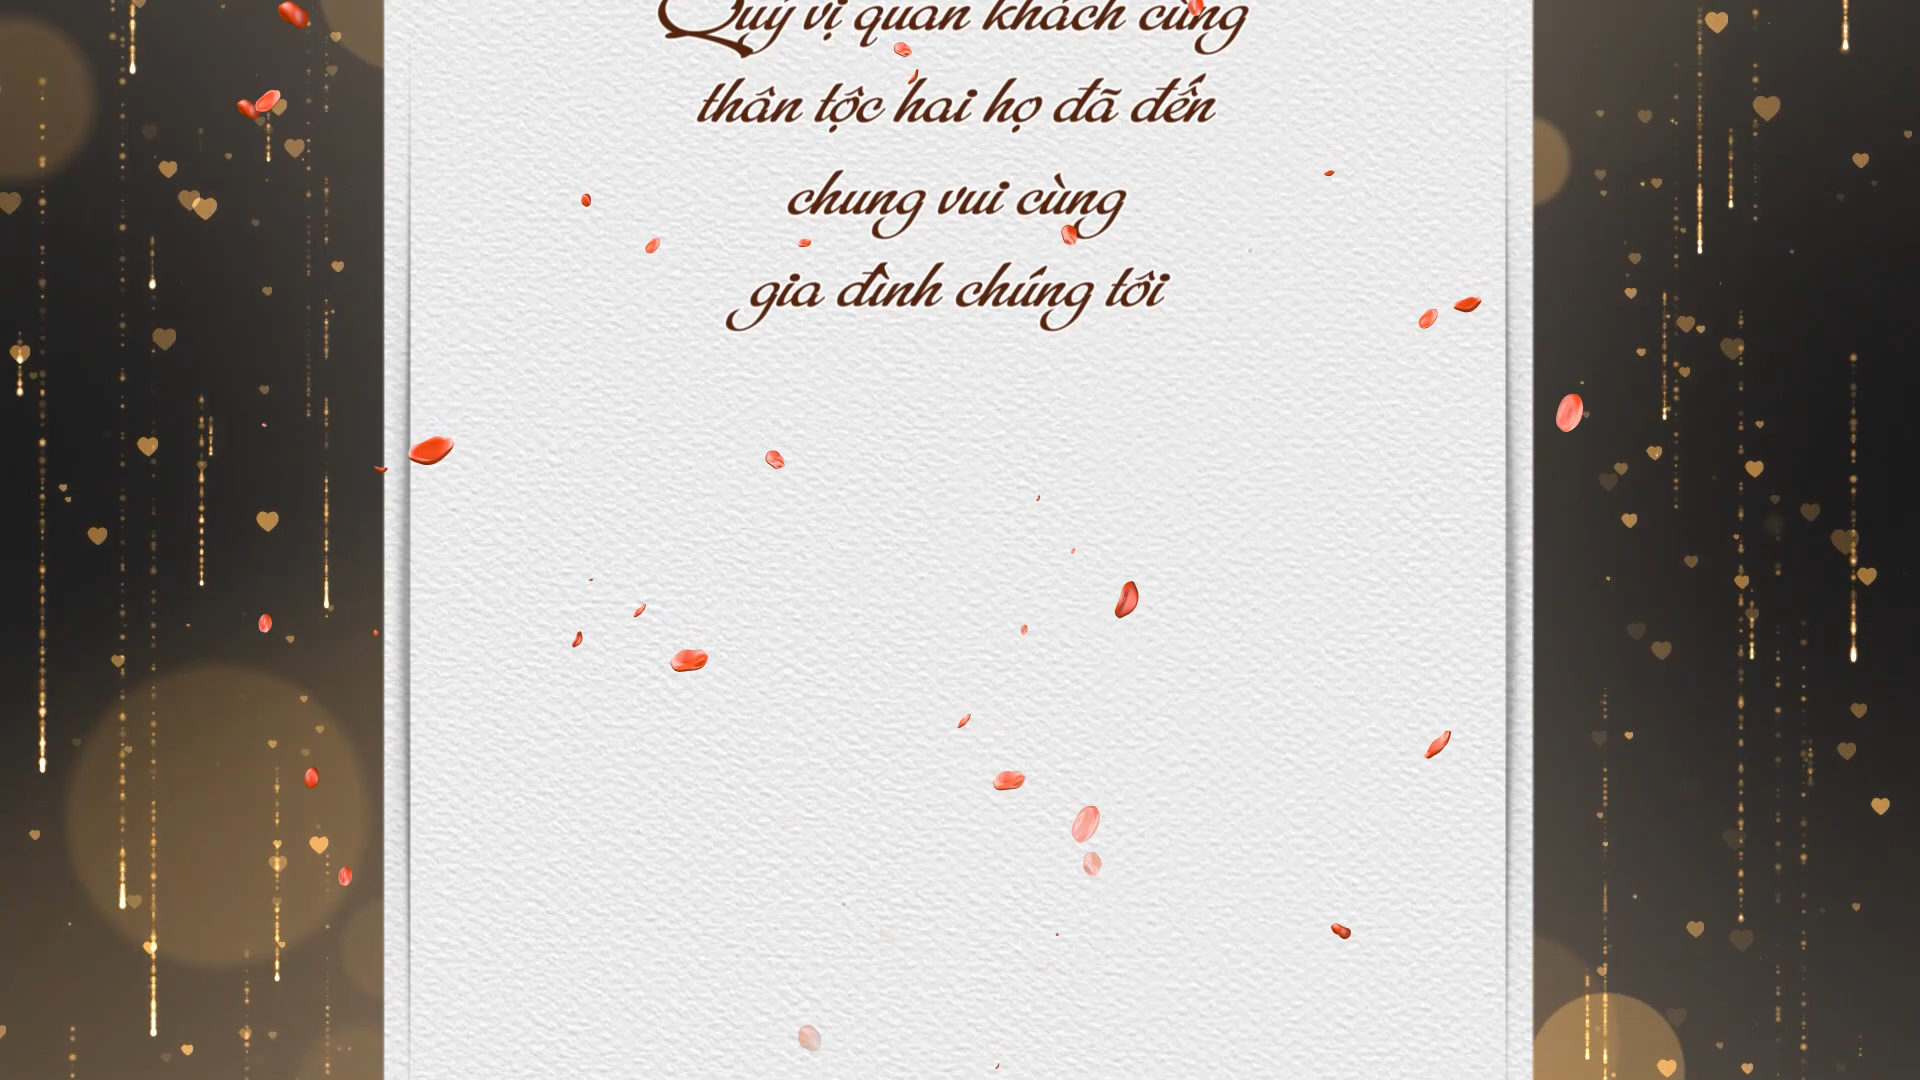 Quý vị quan khách cùng
thân tộc hai họ đã đến
chung vui cùng
gia đình chúng tôi